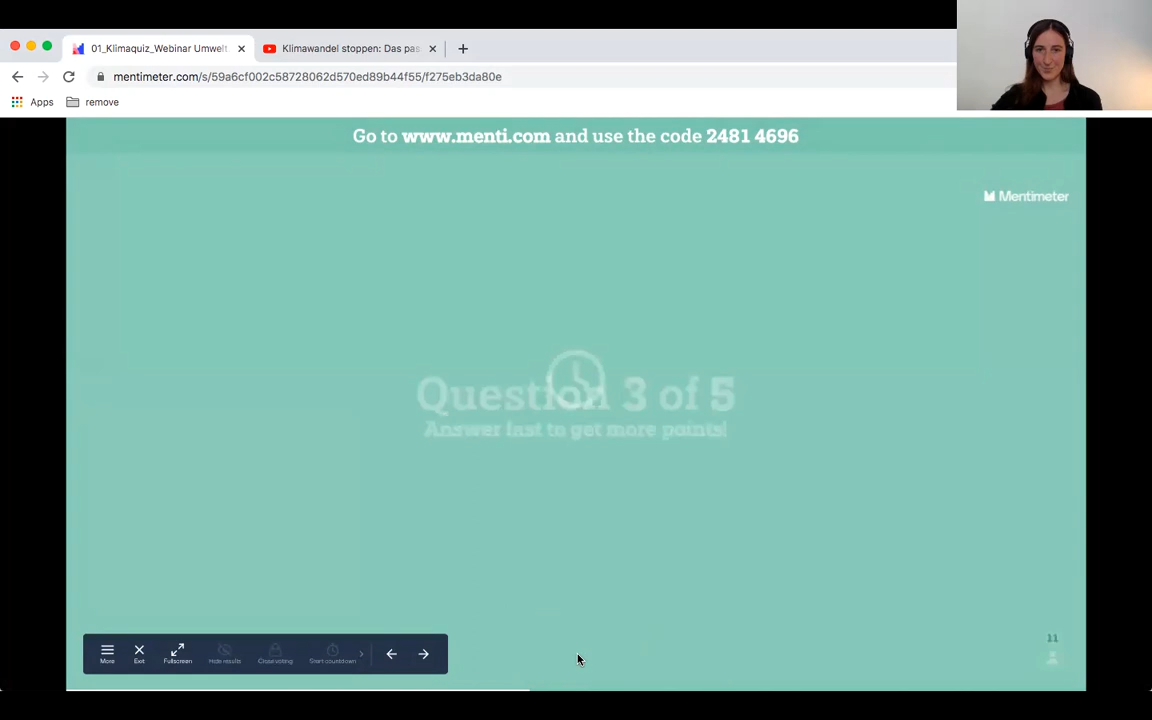 01_Klimaquiz_Webinar Umwelt
Klimawandel stoppen: Das pas
mentimeter.com/s/59a6cf002c58728062d570ed89b44f55/f275eb3da80e
Apps
remove
Go to www.menti.com and use the code 2481 4696
Mentimeter
Question 3 of 5
Answer fast to get more points!
More
Exit
Fullscreen
Hide results
Close voting
Start countdown
11